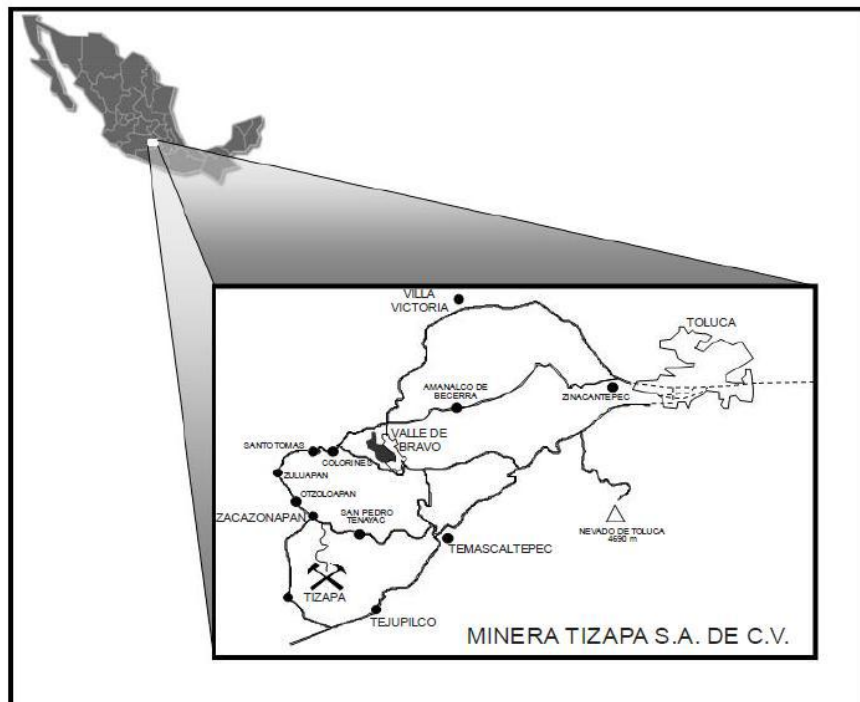 VILLA
VICTORIA
TOLUCA
AMANALCO DE
BECERRA
ZINACANTEPEC
VALLE DE
BRAVO
SANTO TOMAS
COLORINES
ZULUAPAN
OTZOLOAPAN
SAN PEDRO
TENAYAC
ZACAZONAPAN
NEVADO DE TOLUCA
4690 m
TEMASCALTEPEC
TIZAPA
TEJUPILCO
MINERA TIZAPA S.A. DE C.V.